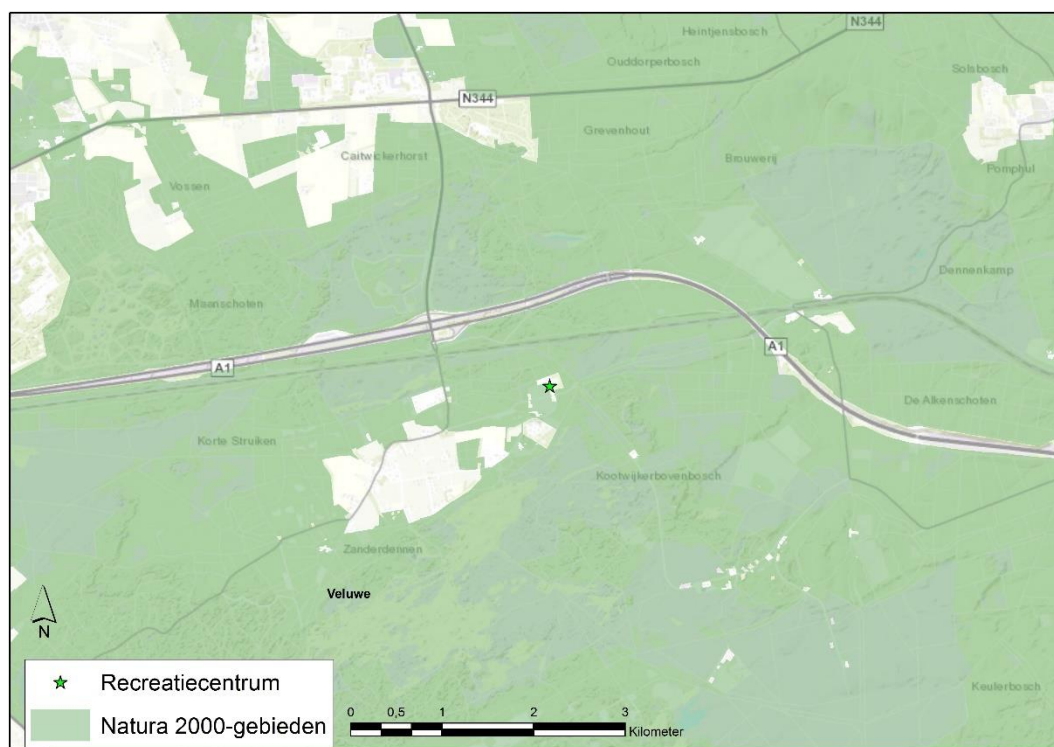 Heintjensbosch
N344
Ouddorperbosch
Solsbosch
N344
Grevenhout
Caitwickerhorst
Brouwerij
Pomphul
Vossen
Dennenkamp
Maanschoten
A1
A1
De Alkenschoten
Korte Struiken
Kootwijkerbovenbosch
Zanderdennen
Veluwe
N
Keulerbosch
Recreatiecentrum
Natura 2000-gebieden
0 0,5 1 2 3
Kilometer